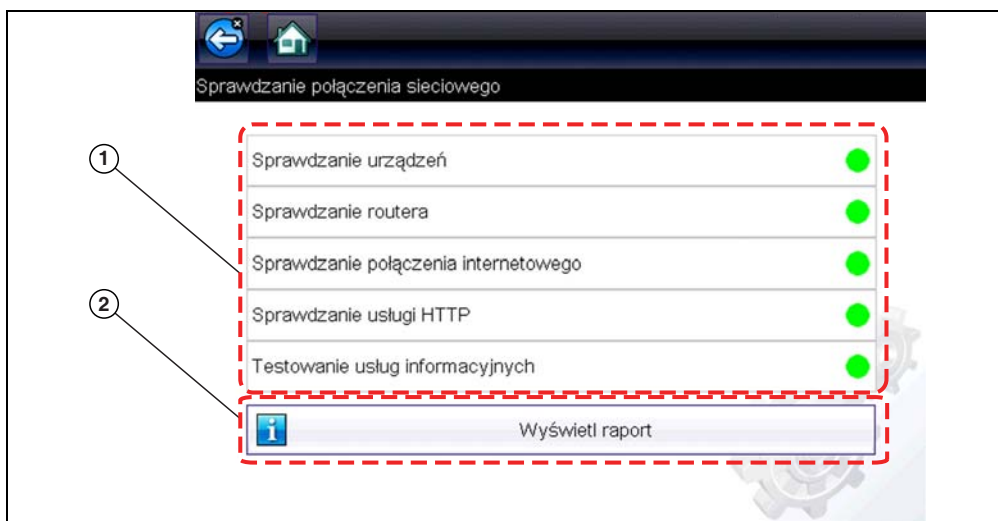 Sprawdzanie połączenia sieciowego
1
Sprawdzanie urządzeń
Sprawdzanie routera
Sprawdzanie połączenia internetowego
2
Sprawdzanie usługi HTTP
Testowanie usług informacyjnych
i Wyświetl raport